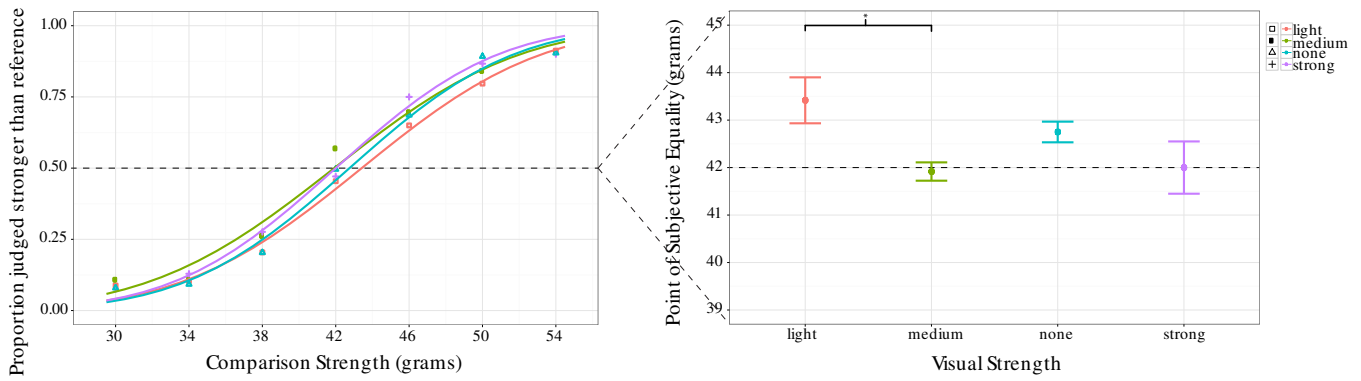 Proportion judged stronger than reference
1.00
0.75
0.50
0.25
0.00
30 34 38 42 46 50 54
Comparison Strength (grams)
Point of Subjective Equality (grams)
45
44
43
42
41
40
39
*
light medium none strong
Visual Strength
light
medium
none
strong